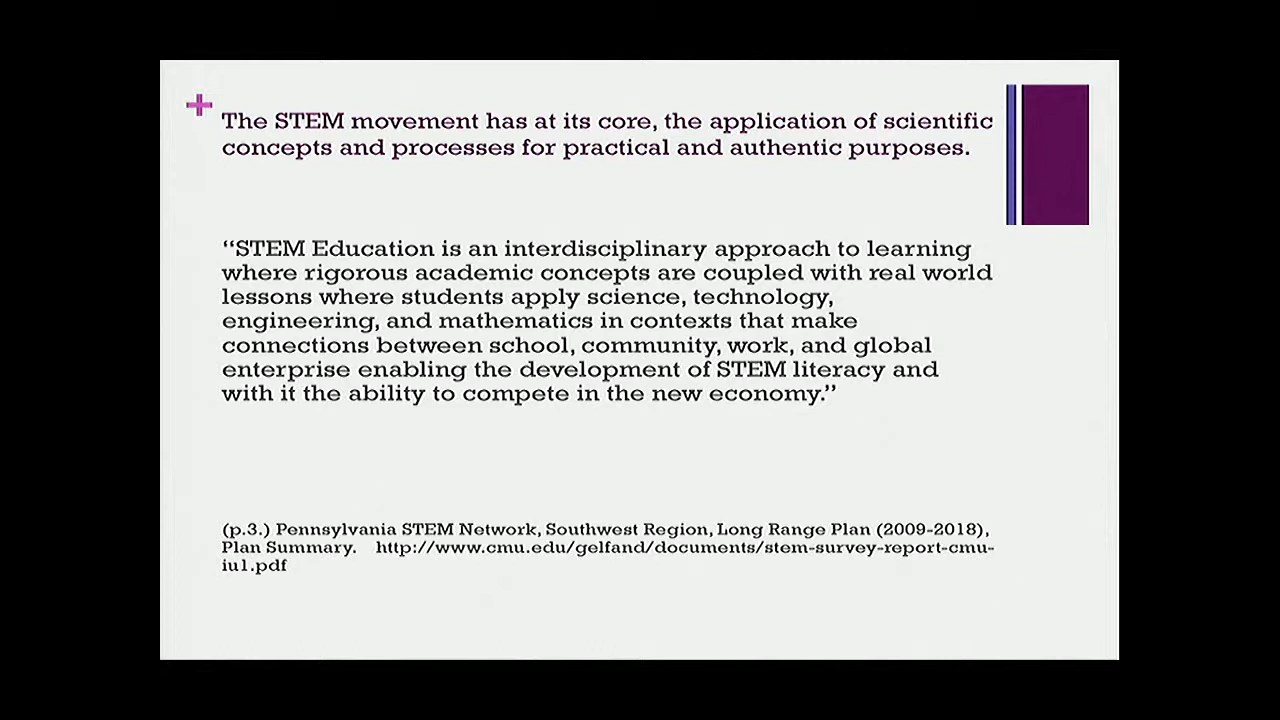 The STEM movement has at its core, the application of scientific
concepts and processes for practical and authentic purposes.
“STEM Education is an interdisciplinary approach to learning
where rigorous academic concepts are coupled with real world
lessons where students apply science, technology,
engineering, and mathematics in contexts that make
connections between school, community, work, and global
enterprise enabling the development of STEM literacy and
with it the ability to compete in the new economy.”
(p.3.) Pennsylvania STEM Network, Southwest Region, Long Range Plan (2009-2018),
Plan Summary. http://www.cmu.edu/gelfand/documents/stem-survey-report-cmu-
iu1.pdf